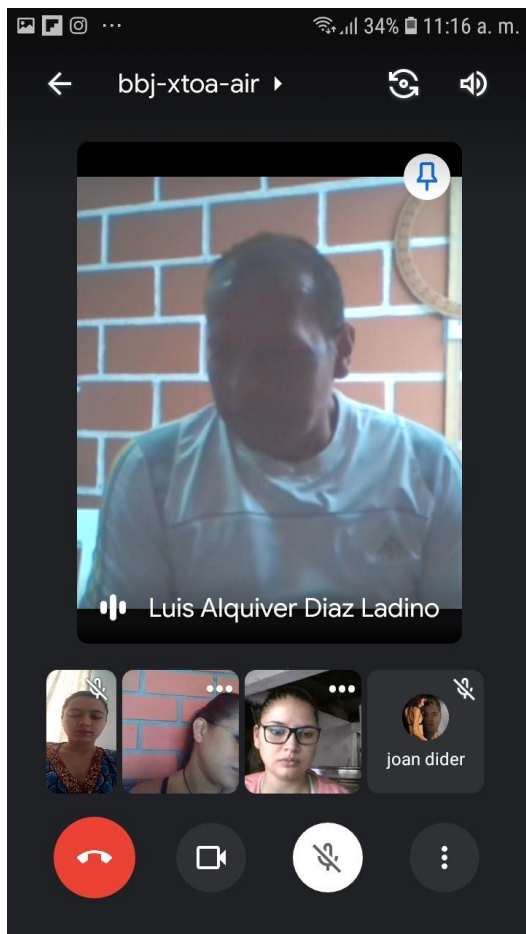 34% 11:16 a. m.
bbj-xtoa-air
Luis Alquiver Diaz Ladino
joan dider